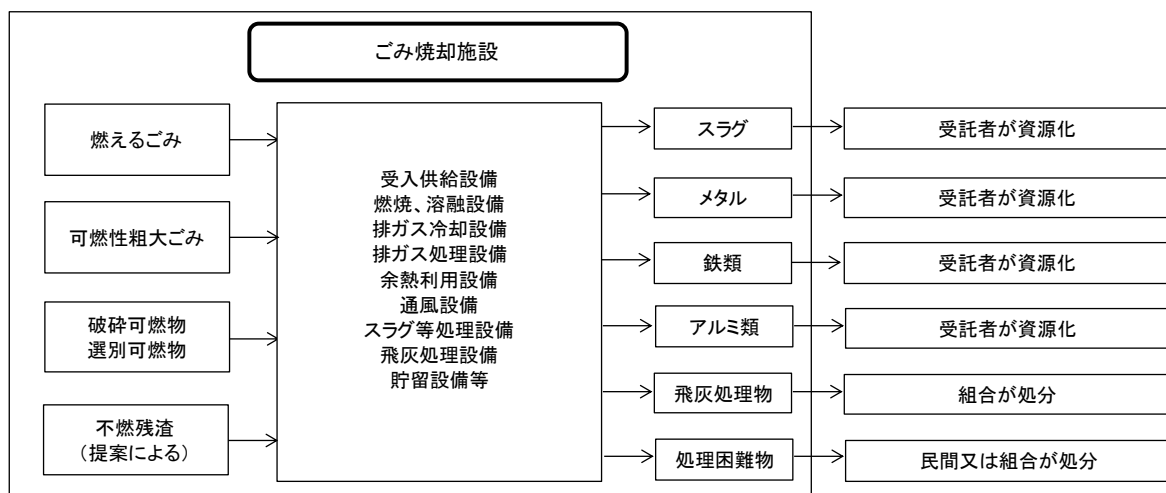 ごみ焼却施設
燃えるごみ
可燃性粗大ごみ
破砕可燃物
選別可燃物
不燃残渣
（提案による）
受入供給設備
燃焼、溶融設備
排ガス冷却設備
排ガス処理設備
余熱利用設備
通風設備
スラグ等処理設備
飛灰処理設備
貯留設備等
スラグ
受託者が資源化
メタル
受託者が資源化
鉄類
受託者が資源化
アルミ類
受託者が資源化
飛灰処理物
組合が処分
処理困難物
民間又は組合が処分